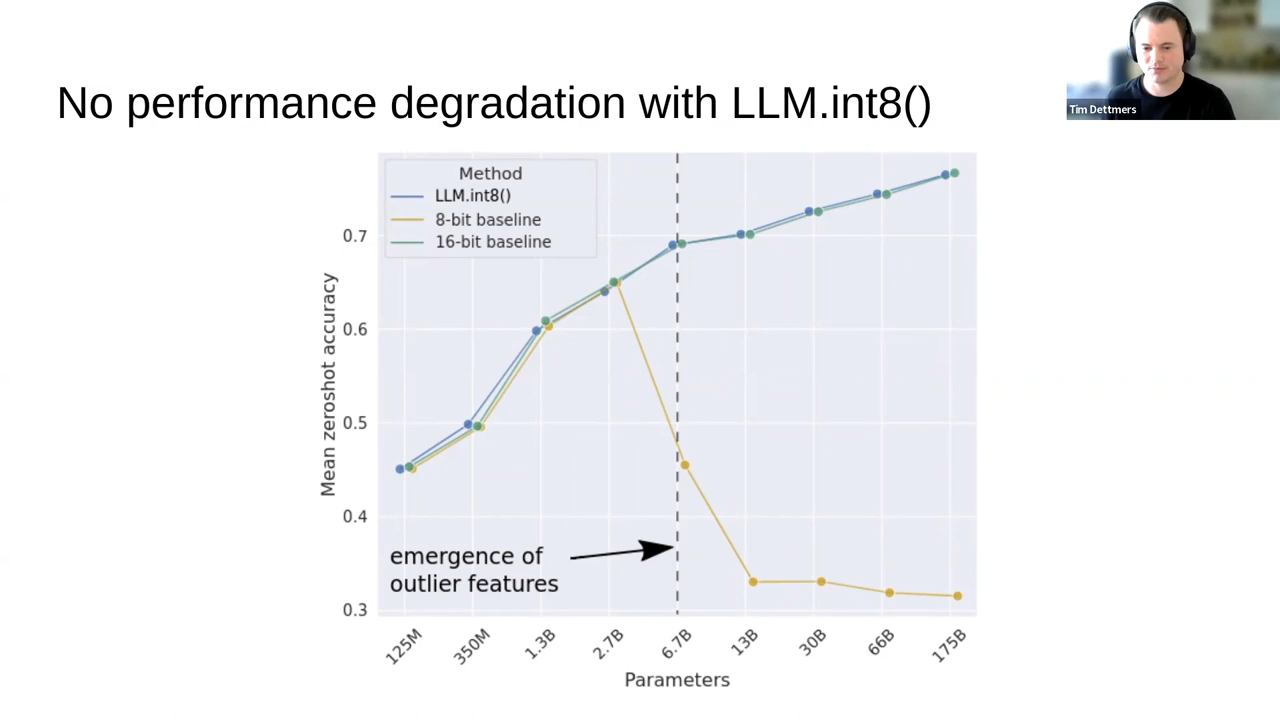 No performance degradation with LLM.int8()
Tim Dettmers
Method
LLM.int8()
8-bit baseline
16-bit baseline
Mean zeroshot accuracy
0.7
0.6
0.5
0.4
0.3
emergence of
outlier features
125M
350M
1.3B
2.7B
6.7B
13B
30B
66B
175B
Parameters